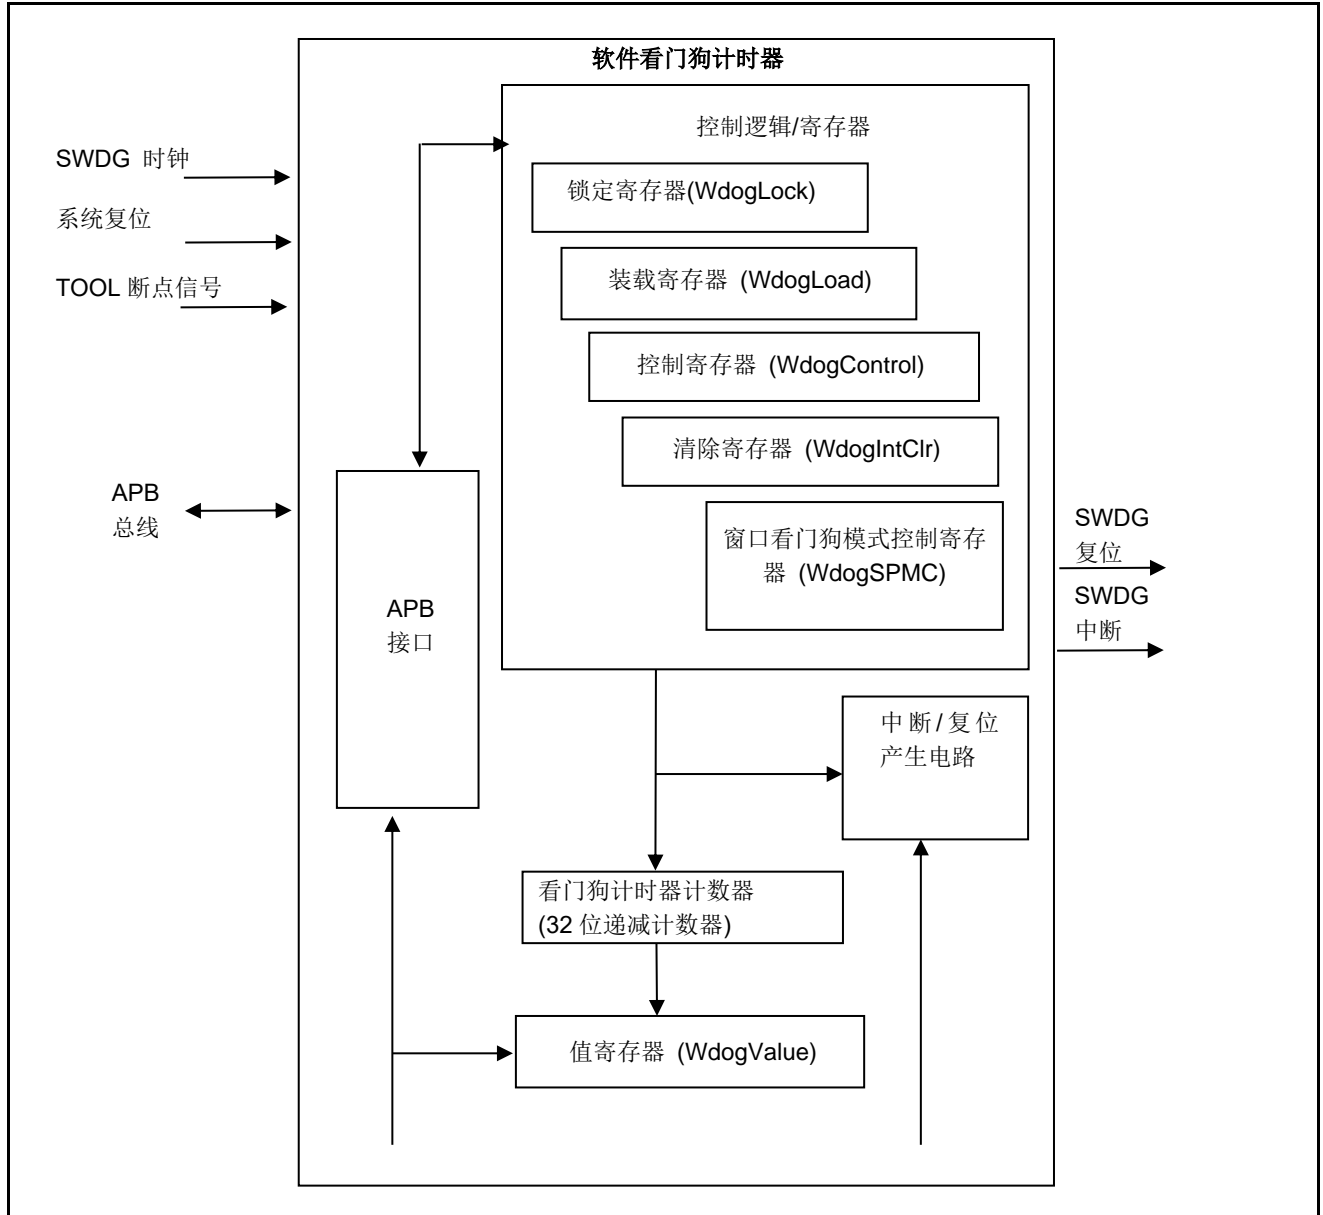 软件看门狗计时器
控制逻辑/寄存器
SWDG 时钟
系统复位
TOOL 断点信号
锁定寄存器(WdogLock)
装载寄存器 (WdogLoad)
控制寄存器 (WdogControl)
清除寄存器 (WdogIntClr)
窗口看门狗模式控制寄存
器 (WdogSPMC)
APB
总线
APB
接口
SWDG
复位
SWDG
中断
中断/复位
产生电路
看门狗计时器计数器
(32 位递减计数器)
值寄存器 (WdogValue)